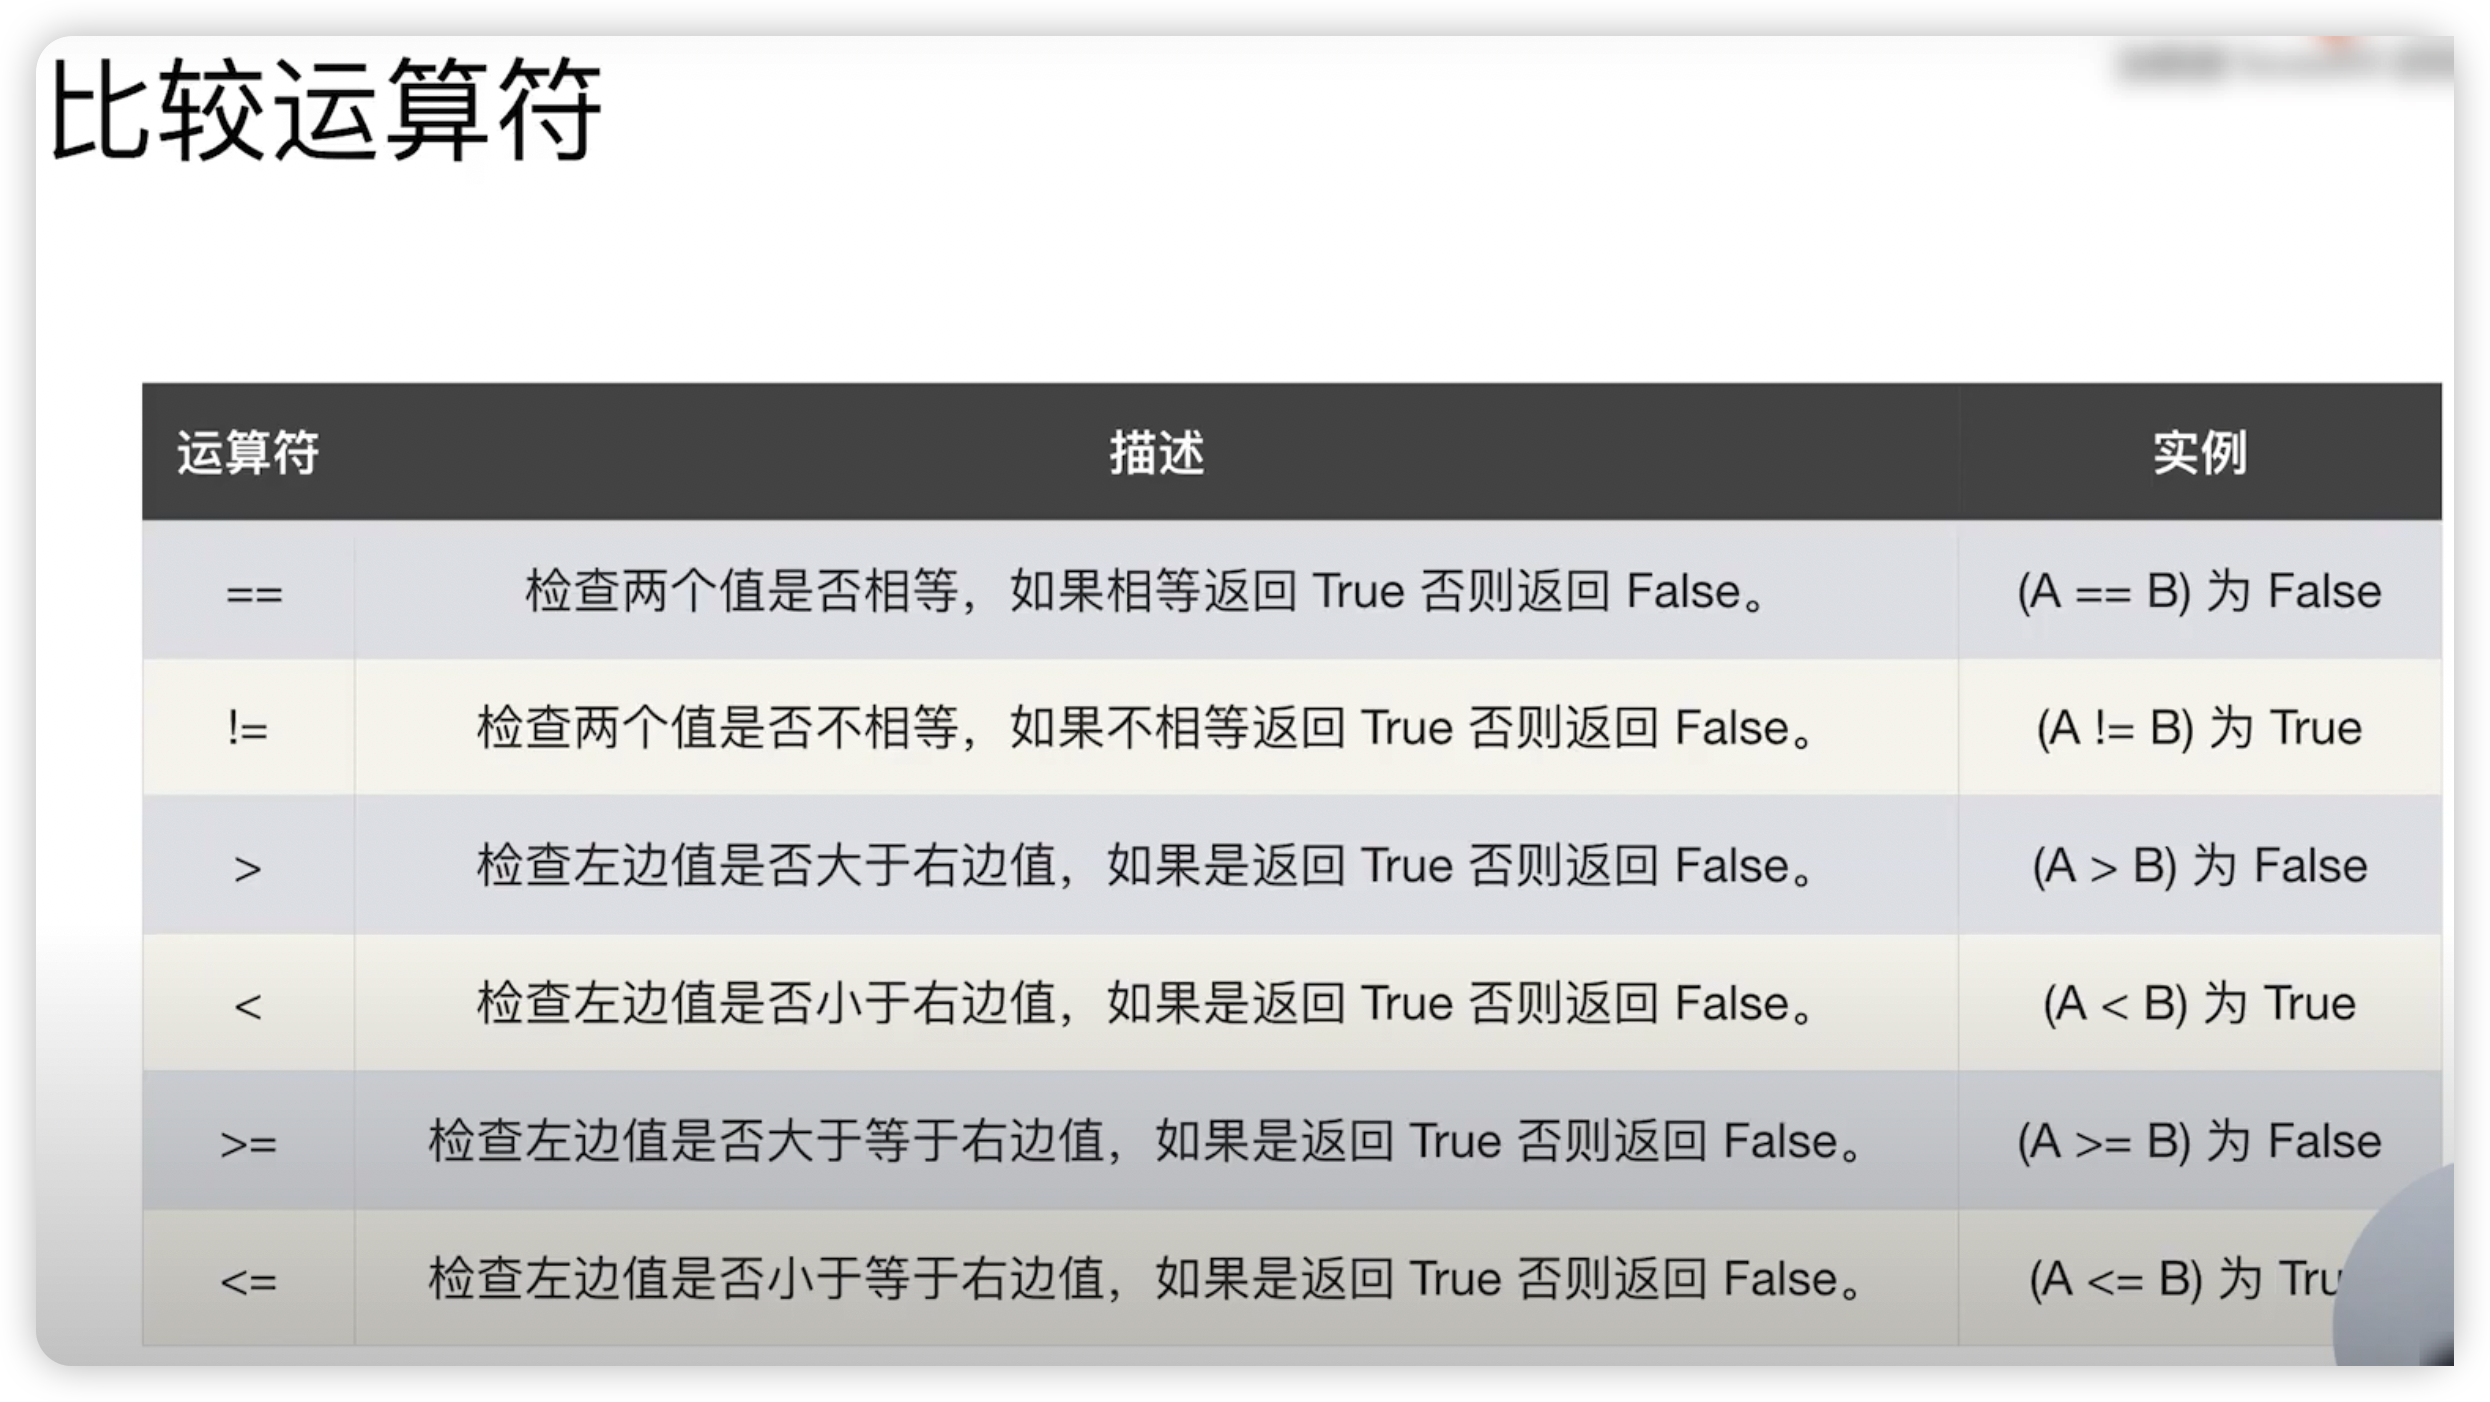 比较运算符
运算符 描述 实例
== 检查两个值是否相等，如果相等返回 True 否则返回 False。 (A == B) 为 False
!= 检查两个值是否不相等，如果不相等返回 True 否则返回 False。 (A != B) 为 True
> 检查左边值是否大于右边值，如果是返回 True 否则返回 False。 (A > B) 为 False
< 检查左边值是否小于右边值，如果是返回 True 否则返回 False。 (A < B) 为 True
>= 检查左边值是否大于等于右边值，如果是返回 True 否则返回 False。 (A >= B) 为 False
<= 检查左边值是否小于等于右边值，如果是返回 True 否则返回 False。 (A <= B) 为 Tru